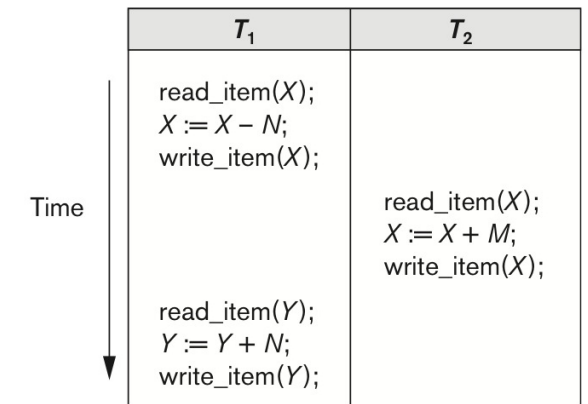 T1 T2
read_item(X);
X := X – N;
write_item(X);
Time
read_item(X);
X := X + M;
write_item(X);
read_item(Y);
Y := Y + N;
write_item(Y);